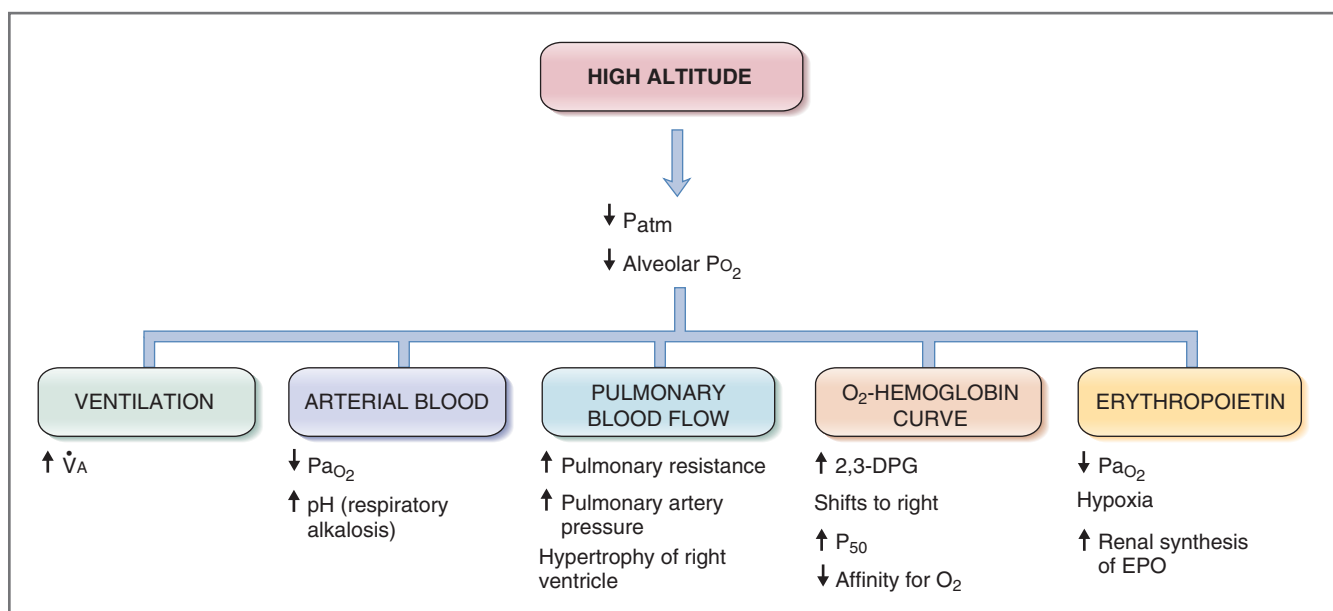 HIGH ALTITUDE
↓ Patm
↓ Alveolar PO2
VENTILATION
↑ V̇A
ARTERIAL BLOOD
↓ PaO2
↑ pH (respiratory
alkalosis)
PULMONARY
BLOOD FLOW
↑ Pulmonary resistance
↑ Pulmonary artery
pressure
Hypertrophy of right
ventricle
O2-HEMOGLOBIN
CURVE
↑ 2,3-DPG
Shifts to right
↑ P50
↓ Affinity for O2
ERYTHROPOIETIN
↓ PaO2
Hypoxia
↑ Renal synthesis
of EPO